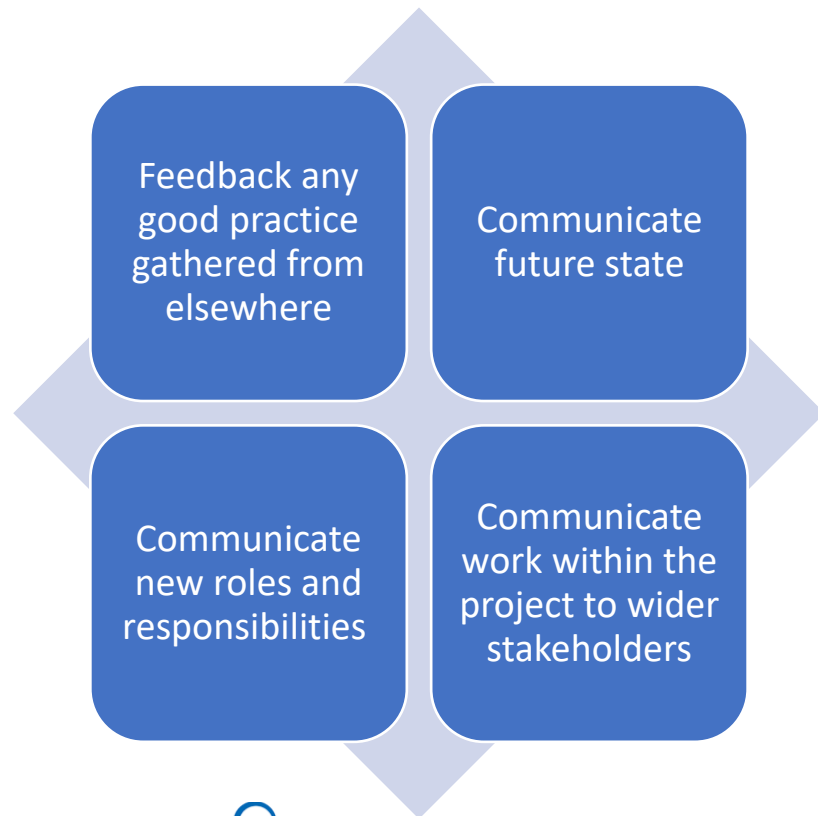 Feedback any
good practice
gathered from
elsewhere
Communicate
future state
Communicate
new roles and
responsibilities
Communicate
work within the
project to wider
stakeholders